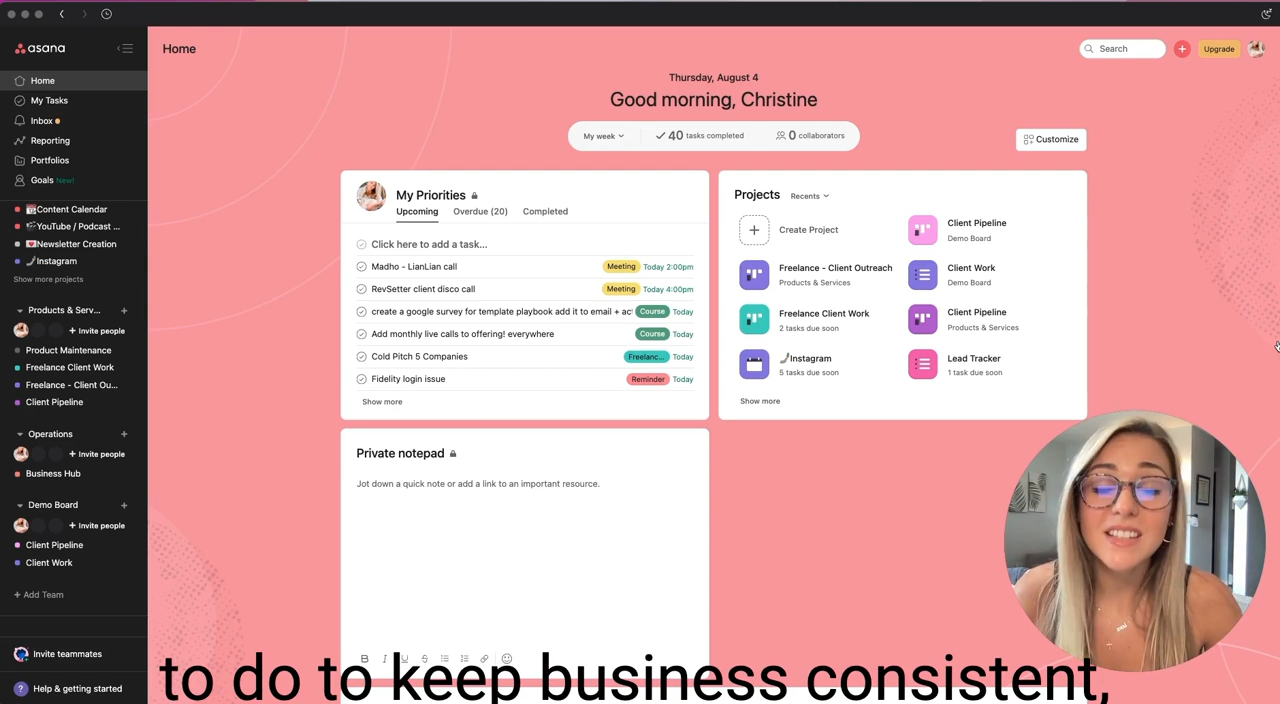 asana
Home
My Tasks
Inbox
Reporting
Portfolios
Goals New!
📆Content Calendar
🎬YouTube / Podcast ...
💌Newsletter Creation
🤳Instagram
Show more projects
Products & Serv...
+ Invite people
Product Maintenance
Freelance Client Work
Freelance - Client Ou...
Client Pipeline
Operations
+ Invite people
Business Hub
Demo Board
+ Invite people
Client Pipeline
Client Work
+ Add Team
Invite teammates
? Help & getting started
Home
Search
Upgrade
Thursday, August 4
Good morning, Christine
My week
40 tasks completed
0 collaborators
Customize
My Priorities
Upcoming Overdue (20) Completed
Click here to add a task...
Madho - LianLian call Meeting Today 2:00pm
RevSetter client disco call Meeting Today 4:00pm
create a google survey for template playbook add it to email + ac Course Today
Add monthly live calls to offering! everywhere Course Today
Cold Pitch 5 Companies Freelanc... Today
Fidelity login issue Reminder Today
Show more
Projects Recents
Create Project
Client Pipeline
Demo Board
Freelance - Client Outreach
Products & Services
Client Work
Demo Board
Freelance Client Work
2 tasks due soon
Client Pipeline
Products & Services
🤳Instagram
5 tasks due soon
Lead Tracker
1 task due soon
Show more
Private notepad
Jot down a quick note or add a link to an important resource.
B I U S
to do to keep business consistent,